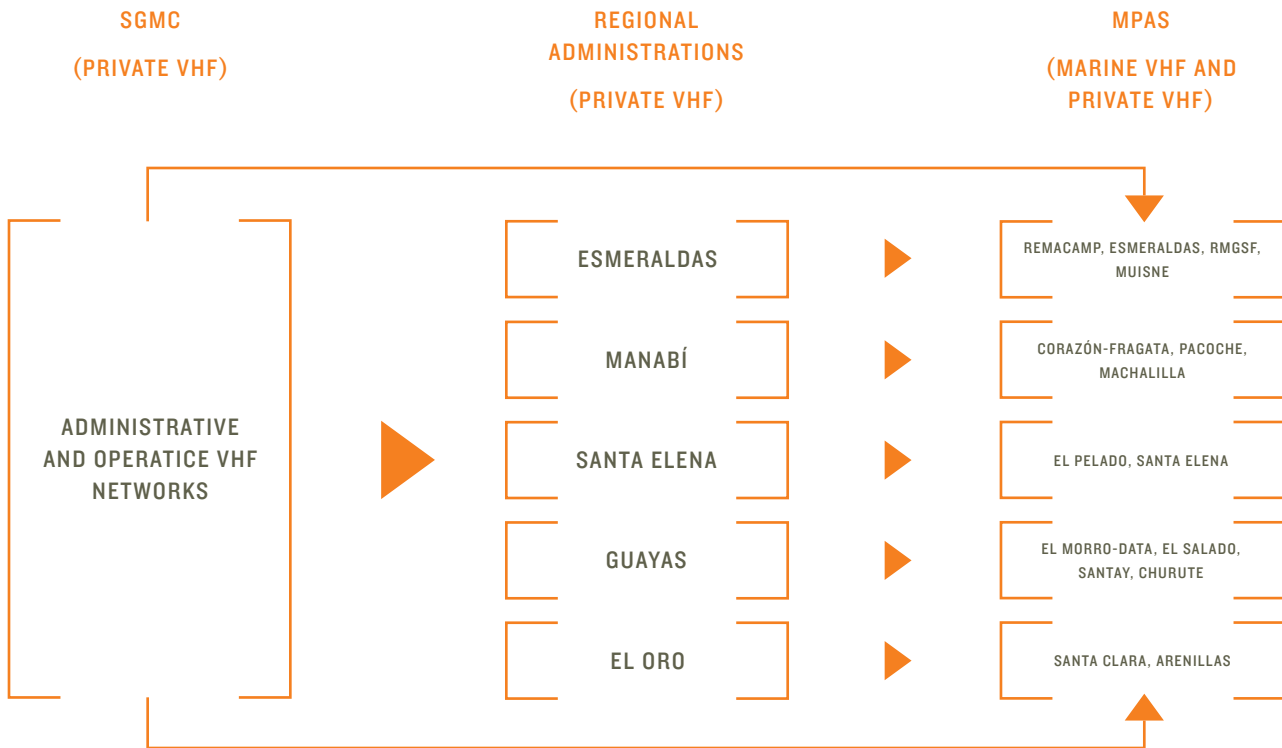 SGMC
(PRIVATE VHF)
REGIONAL
ADMINISTRATIONS
(PRIVATE VHF)
MPAS
(MARINE VHF AND
PRIVATE VHF)
ADMINISTRATIVE
AND OPERATICE VHF
NETWORKS
ESMERALDAS
REMACAMP, ESMERALDAS, RMGSF,
MUISNE
MANABÍ
CORAZÓN-FRAGATA, PACOCHE,
MACHALILLA
SANTA ELENA
EL PELADO, SANTA ELENA
GUAYAS
EL MORRO-DATA, EL SALADO,
SANTAY, CHURUTE
EL ORO
SANTA CLARA, ARENILLAS